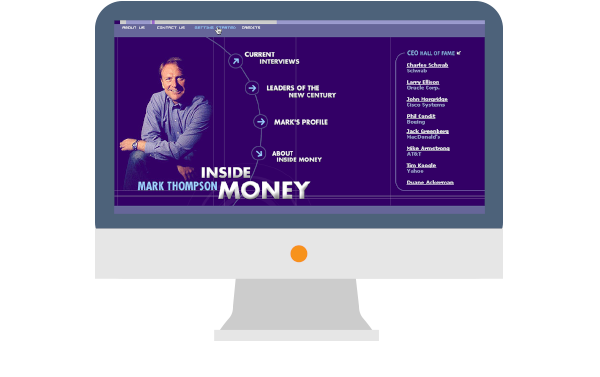 ABOUT US CONTACT US GETTING STARTED CREDITS
CURRENT
INTERVIEWS
LEADERS OF THE
NEW CENTURY
MARK'S PROFILE
ABOUT
INSIDE MONEY
INSIDE
MARK THOMPSON MONEY
CEO HALL OF FAME
Charles Schwab
Schwab
Larry Ellison
Oracle Corp.
John Morgridge
Cisco Systems
Phil Condit
Boeing
Jack Greenberg
MacDonald's
Mike Armstrong
AT&T
Tim Koogle
Yahoo
Duane Ackerman